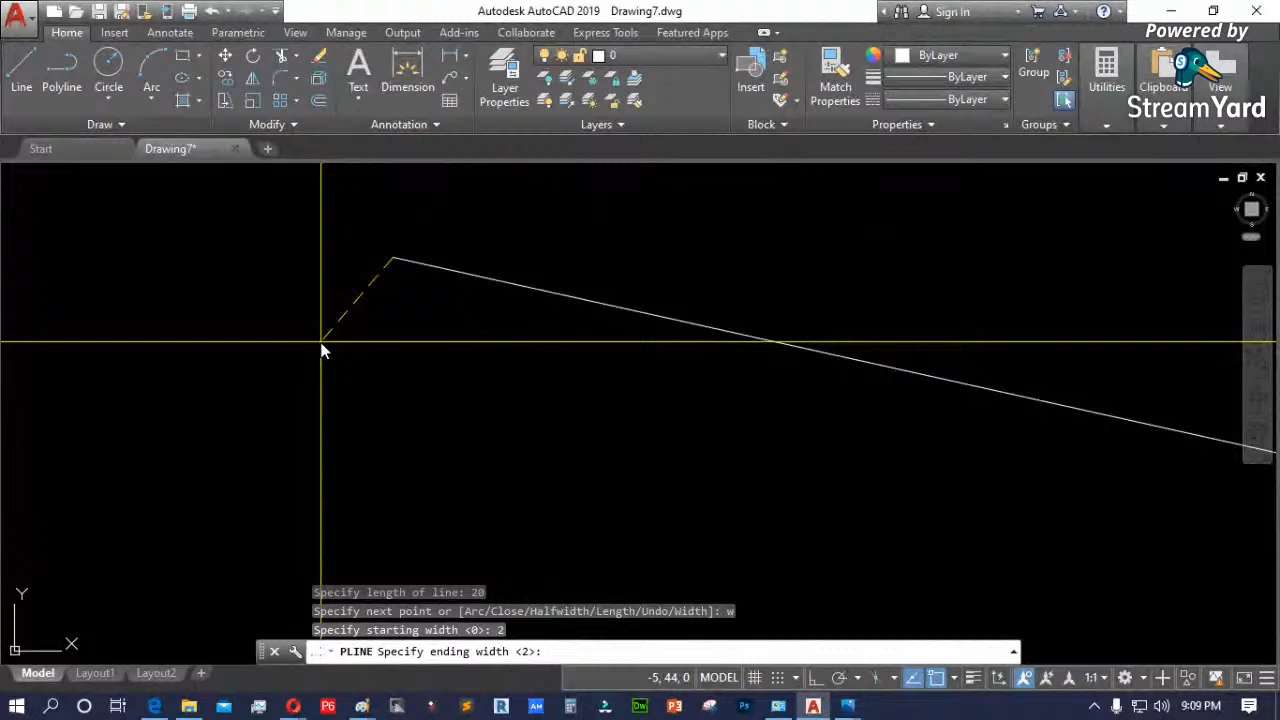 Autodesk AutoCAD 2019 Drawing7.dwg
Sign In
Powered by
StreamYard
Home Insert Annotate Parametric View Manage Output Add-ins Collaborate Express Tools Featured Apps
Line Polyline Circle Arc
Text Dimension
Layer Properties
0
Insert
Match Properties
ByLayer
ByLayer
ByLayer
Group
Utilities
Clipboard
View
Draw Modify Annotation Layers Block Properties Groups
Start Drawing7*
N
W
S
Specify length of line: 20
Specify next point or [Arc/Close/Halfwidth/Length/Undo/Width]: w
Specify starting width <0>: 2
PLINE Specify ending width <2>:
Y
X
Model Layout1 Layout2
-5, 44, 0 MODEL
1:1
9:09 PM